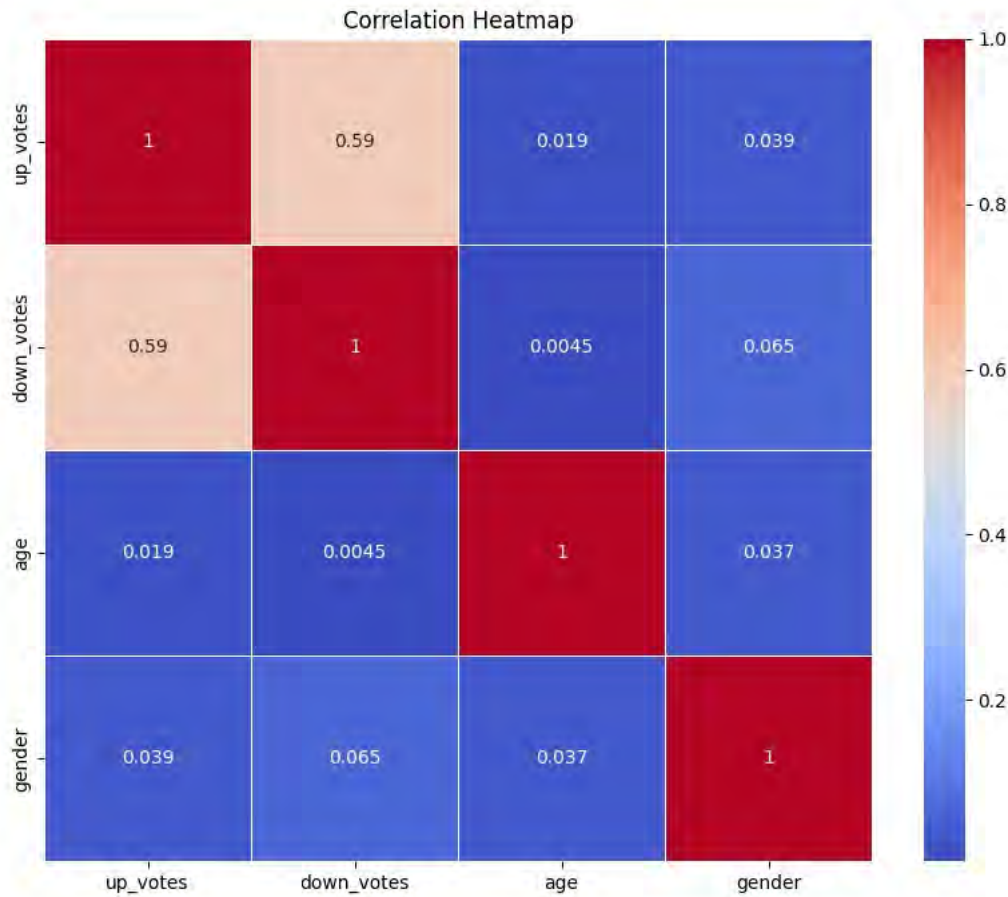 Correlation Heatmap
up_votes 1 0.59 0.019 0.039
down_votes 0.59 1 0.0045 0.065
age 0.019 0.0045 1 0.037
gender 0.039 0.065 0.037 1
up_votes down_votes age gender
1.0
0.8
0.6
0.4
0.2